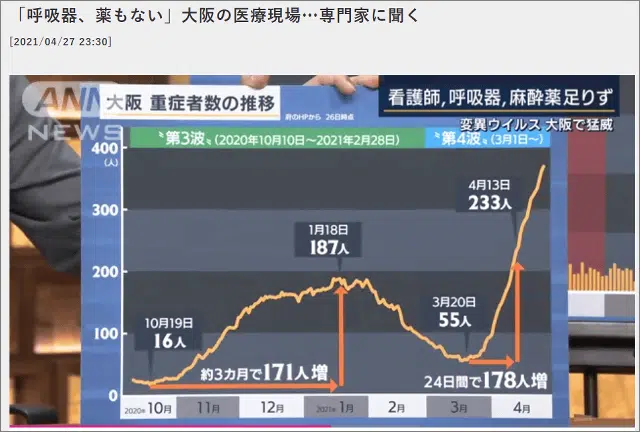 「呼吸器、薬もない」大阪の医療現場…専門家に聞く
[2021/04/27 23:30]
ANN
NEWS
大阪 重症者数の推移
府のHPから 26日時点
看護師,呼吸器,麻酔薬足りず
変異ウイルス 大阪で猛威
〝第3波〟(2020年10月10日〜2021年2月28日)
〝第4波〟(3月1日〜)
400
(人)
300
200
100
0
10月19日
16人
1月18日
187人
3月20日
55人
4月13日
233人
約3カ月で171人増
24日間で178人増
2020年 10月 11月 12月 2021年 1月 2月 3月 4月